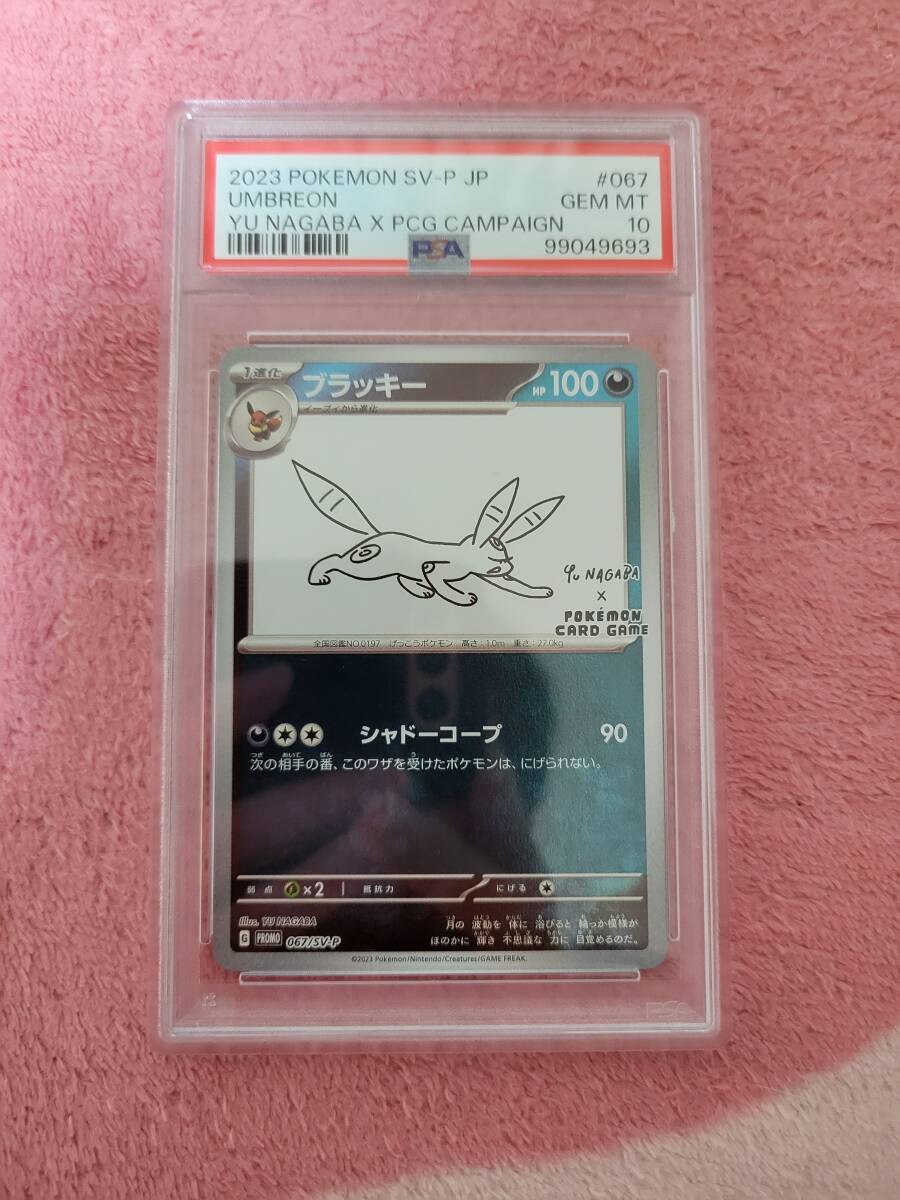 2023 POKEMON SV-P JP #067
UMBREON GEM MT
YU NAGABA X PCG CAMPAIGN 10
PSA 99049693
1進化 ブラッキー HP 100
イーブイから進化
Yu NAGABA
×
POKÉMON
CARD GAME
全国図鑑NO.0197 げっこうポケモン 高さ:1.0m 重さ:27.0kg
シャドークロー 90
次の相手の番、このワザを受けたポケモンは、にげられない。
弱点 ×2 抵抗力 にげる
Illus. YU NAGABA
月の波動を体に浴びると輪っか模様が
G PROMO 067/SV-P
ほのかに輝き不思議な力に目覚めるのだ。
©2023 Pokémon/Nintendo/Creatures/GAME FREAK.
PSA